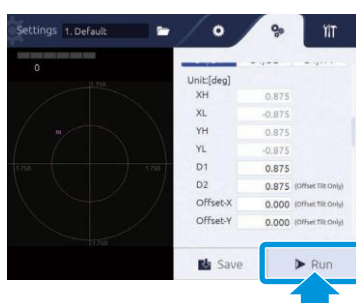 Settings 1. Default
0
1.750
1.750
1.750
1.750
m
Unit:[deg]
XH 0.875
XL -0.875
YH 0.875
YL -0.875
D1 0.875
D2 0.875 (Offset Tilt Only)
Offset-X 0.000 (Offset Tilt Only)
Offset-Y 0.000 (Offset Tilt Only)
Save
Run